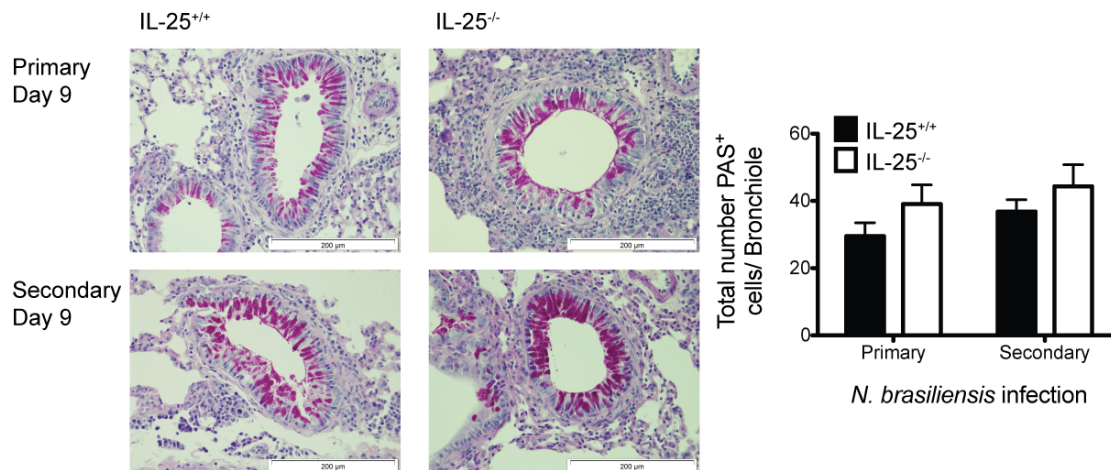 IL-25+/+
IL-25-/-
Primary
Day 9
200 µm
200 µm
Secondary
Day 9
200 µm
200 µm
Total number PAS+
cells/ Bronchiole
60
40
20
0
IL-25+/+
IL-25-/-
Primary
Secondary
N. brasiliensis infection